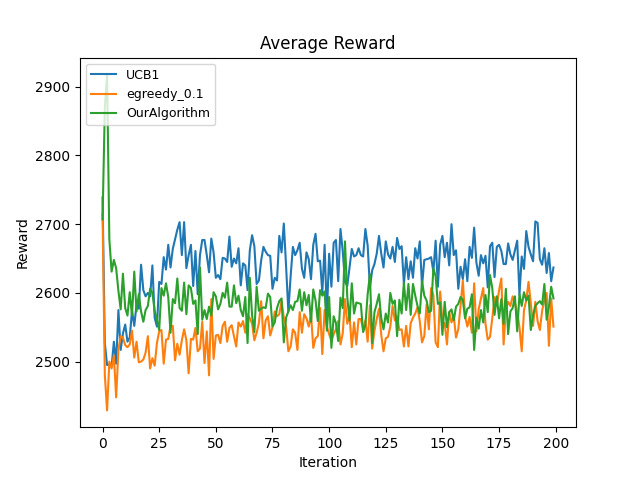 Average Reward
UCB1
egreedy_0.1
OurAlgorithm
2900
2800
2700
2600
2500
Reward
0 25 50 75 100 125 150 175 200
Iteration